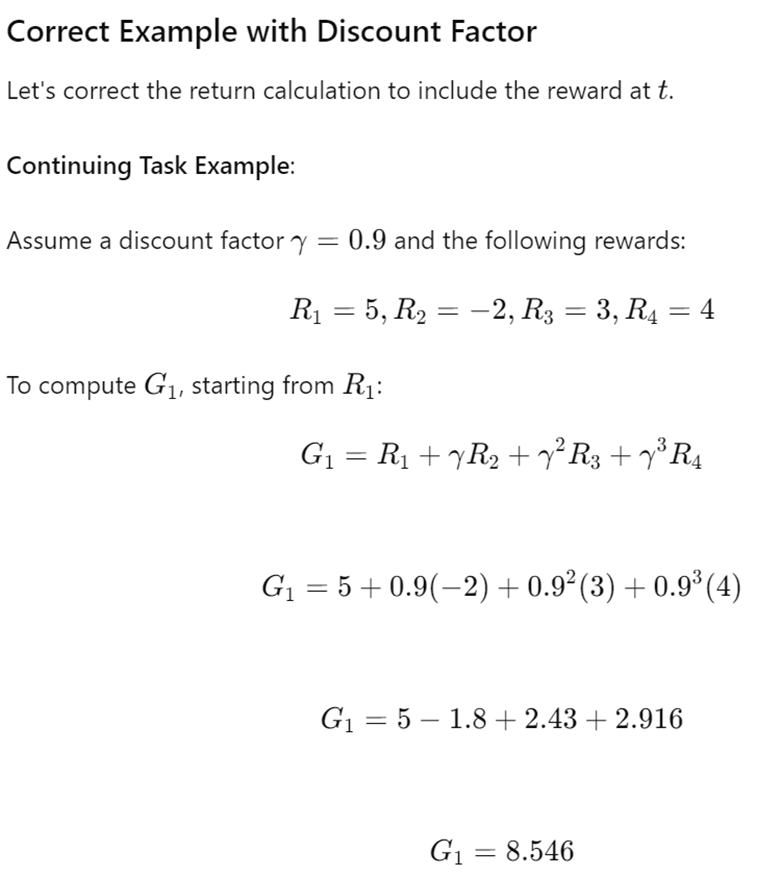 Correct Example with Discount Factor
Let's correct the return calculation to include the reward at t.
Continuing Task Example:
Assume a discount factor γ = 0.9 and the following rewards:
R₁ = 5, R₂ = −2, R₃ = 3, R₄ = 4
To compute G₁, starting from R₁:
G₁ = R₁ + γR₂ + γ²R₃ + γ³R₄
G₁ = 5 + 0.9(−2) + 0.9²(3) + 0.9³(4)
G₁ = 5 − 1.8 + 2.43 + 2.916
G₁ = 8.546